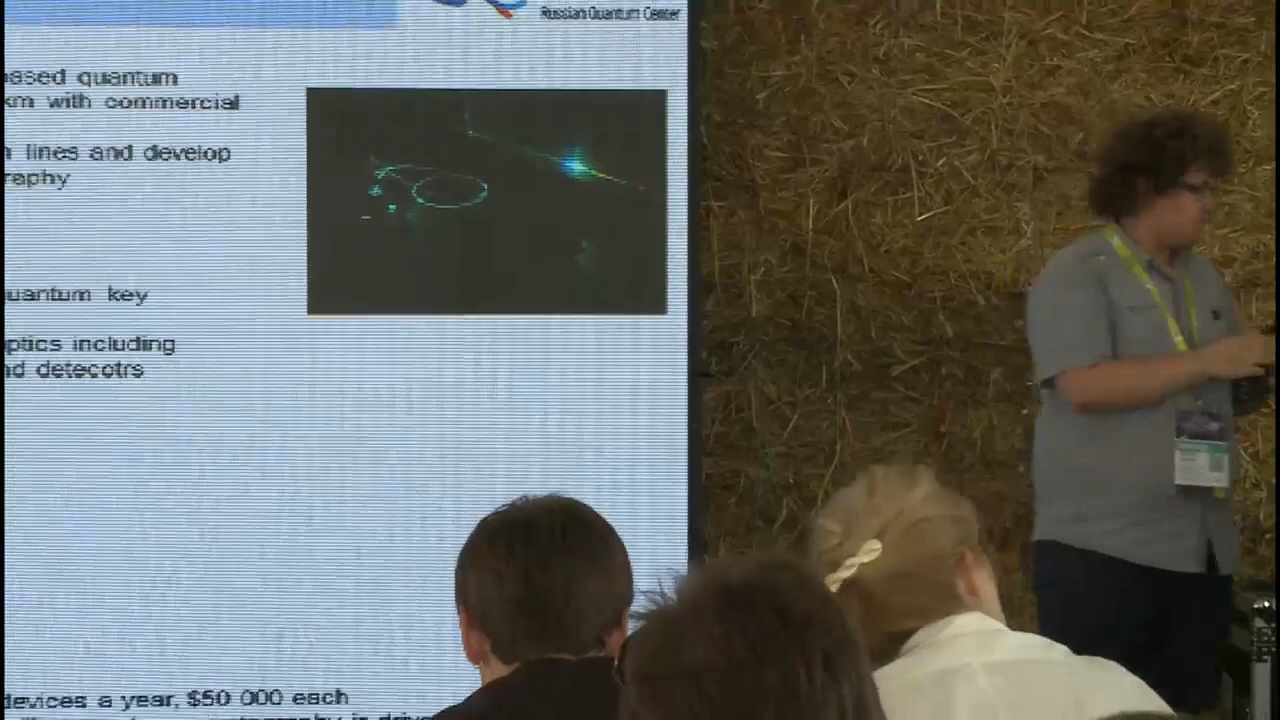 Russian Quantum Center
ased quantum
km with commercial
lines and develop
raphy
uantum key
ptics including
nd detecotrs
devices a year, $50 000 each